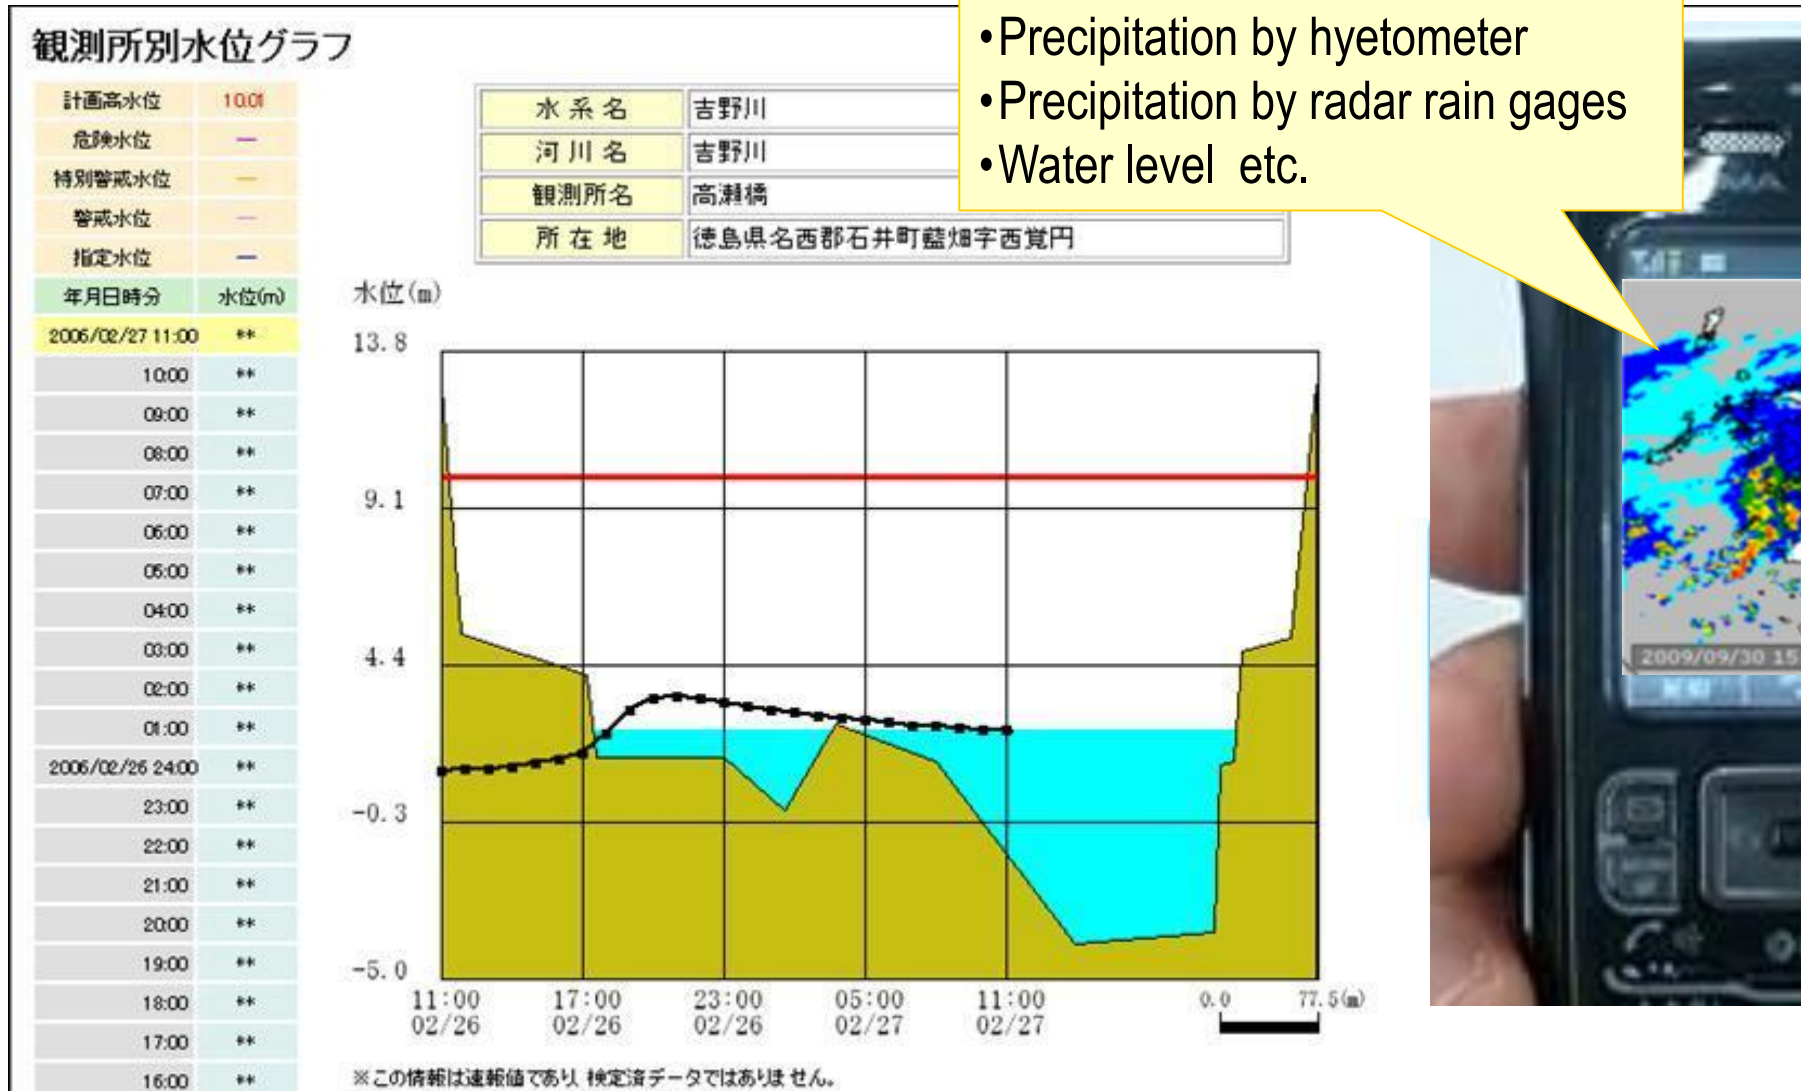 観測所別水位グラフ
•Precipitation by hyetometer
•Precipitation by radar rain gages
•Water level etc.
計画高水位 10.01
危険水位 —
特別警戒水位 —
警戒水位 —
指定水位 —
年月日時分 水位(m)
2006/02/27 11:00 **
10:00 **
09:00 **
08:00 **
07:00 **
06:00 **
05:00 **
04:00 **
03:00 **
02:00 **
01:00 **
2006/02/26 24:00 **
23:00 **
22:00 **
21:00 **
20:00 **
19:00 **
18:00 **
17:00 **
16:00 **
水系名 吉野川
河川名 吉野川
観測所名 高瀬橋
所在地 徳島県名西郡石井町藍畑字西覚円
水位(m)
13.8
9.1
4.4
-0.3
-5.0
11:00 17:00 23:00 05:00 11:00 0.0 77.5(m)
02/26 02/26 02/26 02/27 02/27
※この情報は速報値であり、検定済データではありません。
2009/09/30 15